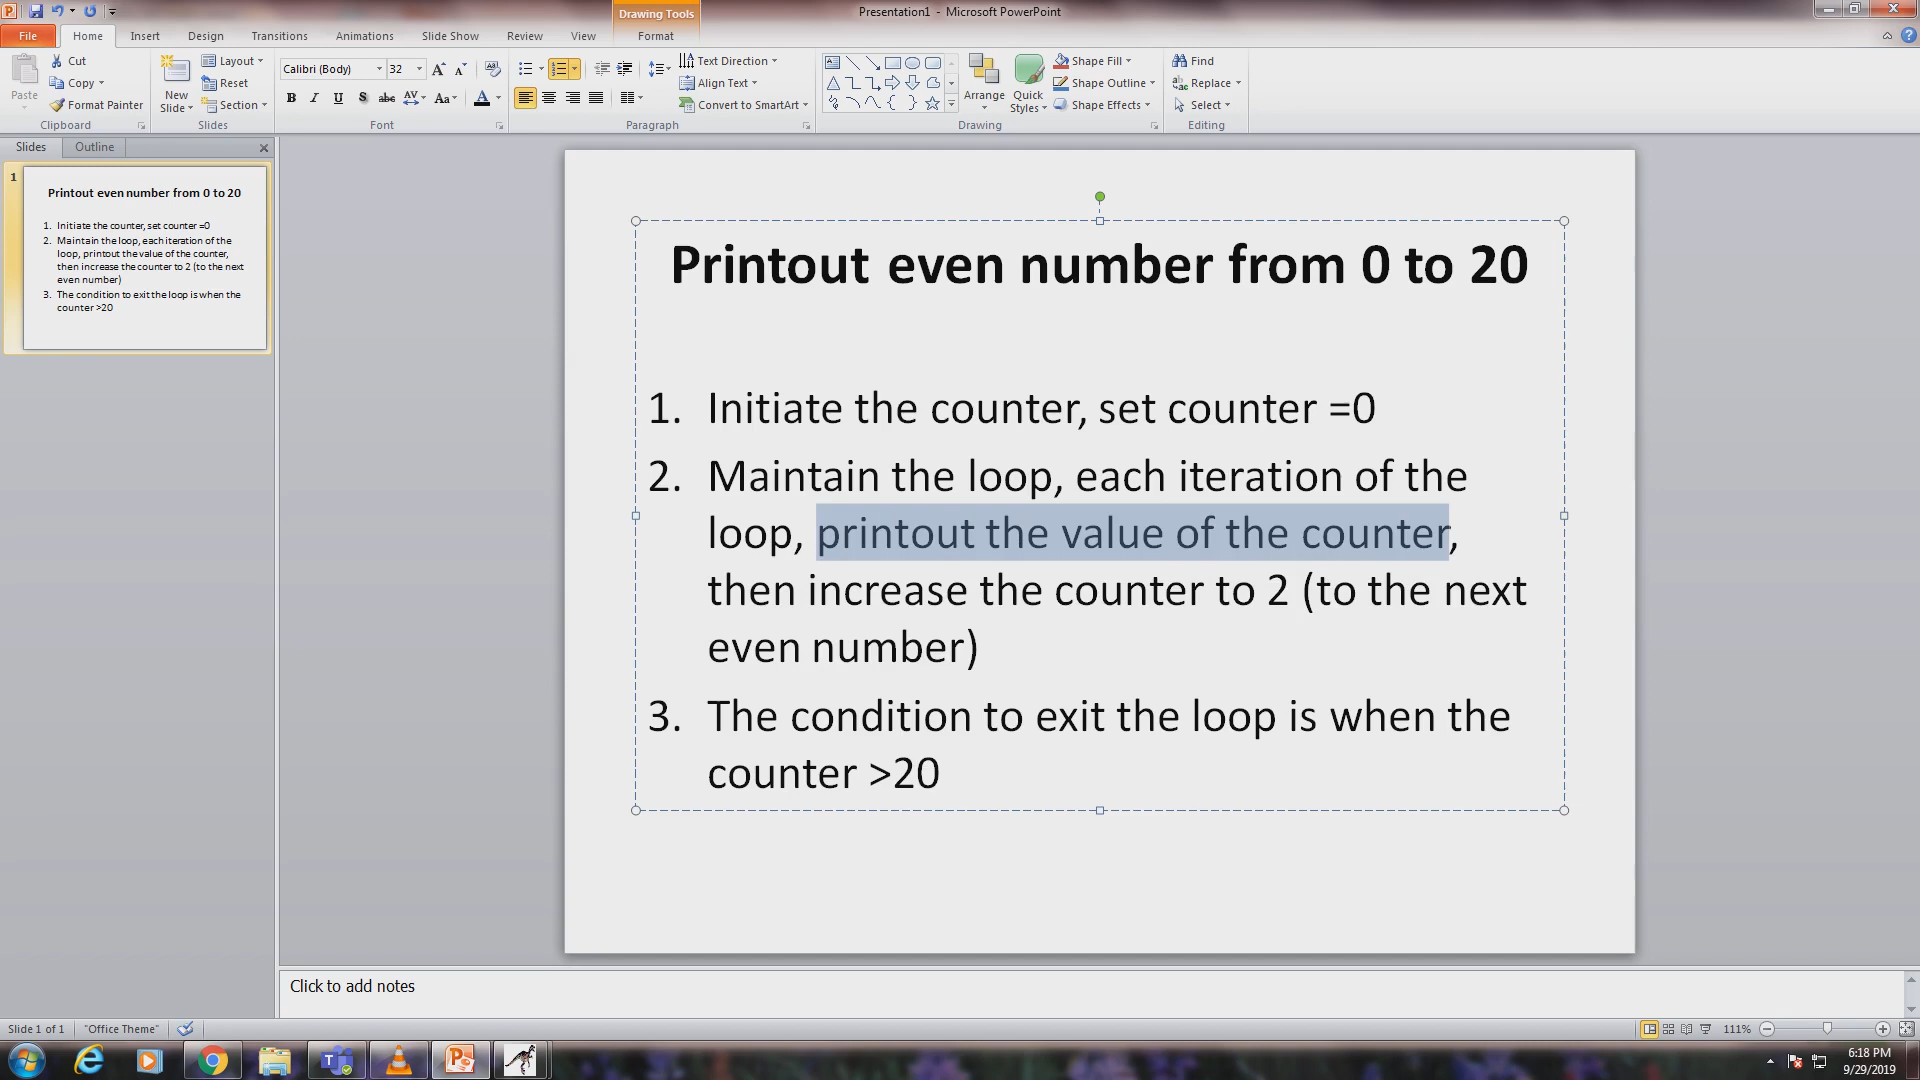 Drawing Tools
Presentation1 - Microsoft PowerPoint
File Home Insert Design Transitions Animations Slide Show Review View Format
Paste
Cut
Copy
Format Painter
Clipboard
New
Slide
Layout
Reset
Section
Slides
Calibri (Body) 32
B I U S abc AV Aa A
Font
Text Direction
Align Text
Convert to SmartArt
Paragraph
Arrange
Quick
Styles
Shape Fill
Shape Outline
Shape Effects
Drawing
Find
Replace
Select
Editing
Slides Outline
1
Printout even number from 0 to 20
1. Initiate the counter, set counter =0
2. Maintain the loop, each iteration of the
loop, printout the value of the counter,
then increase the counter to 2 (to the next
even number)
3. The condition to exit the loop is when the
counter >20
Printout even number from 0 to 20
1. Initiate the counter, set counter =0
2. Maintain the loop, each iteration of the
loop, printout the value of the counter,
then increase the counter to 2 (to the next
even number)
3. The condition to exit the loop is when the
counter >20
Click to add notes
Slide 1 of 1 "Office Theme" 111%
6:18 PM
9/29/2019